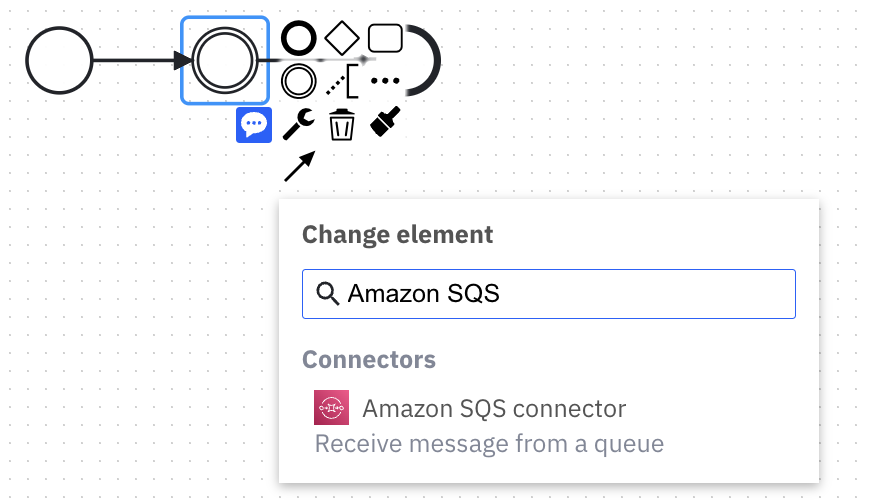 Change element
Amazon SQS
Connectors
Amazon SQS connector
Receive message from a queue